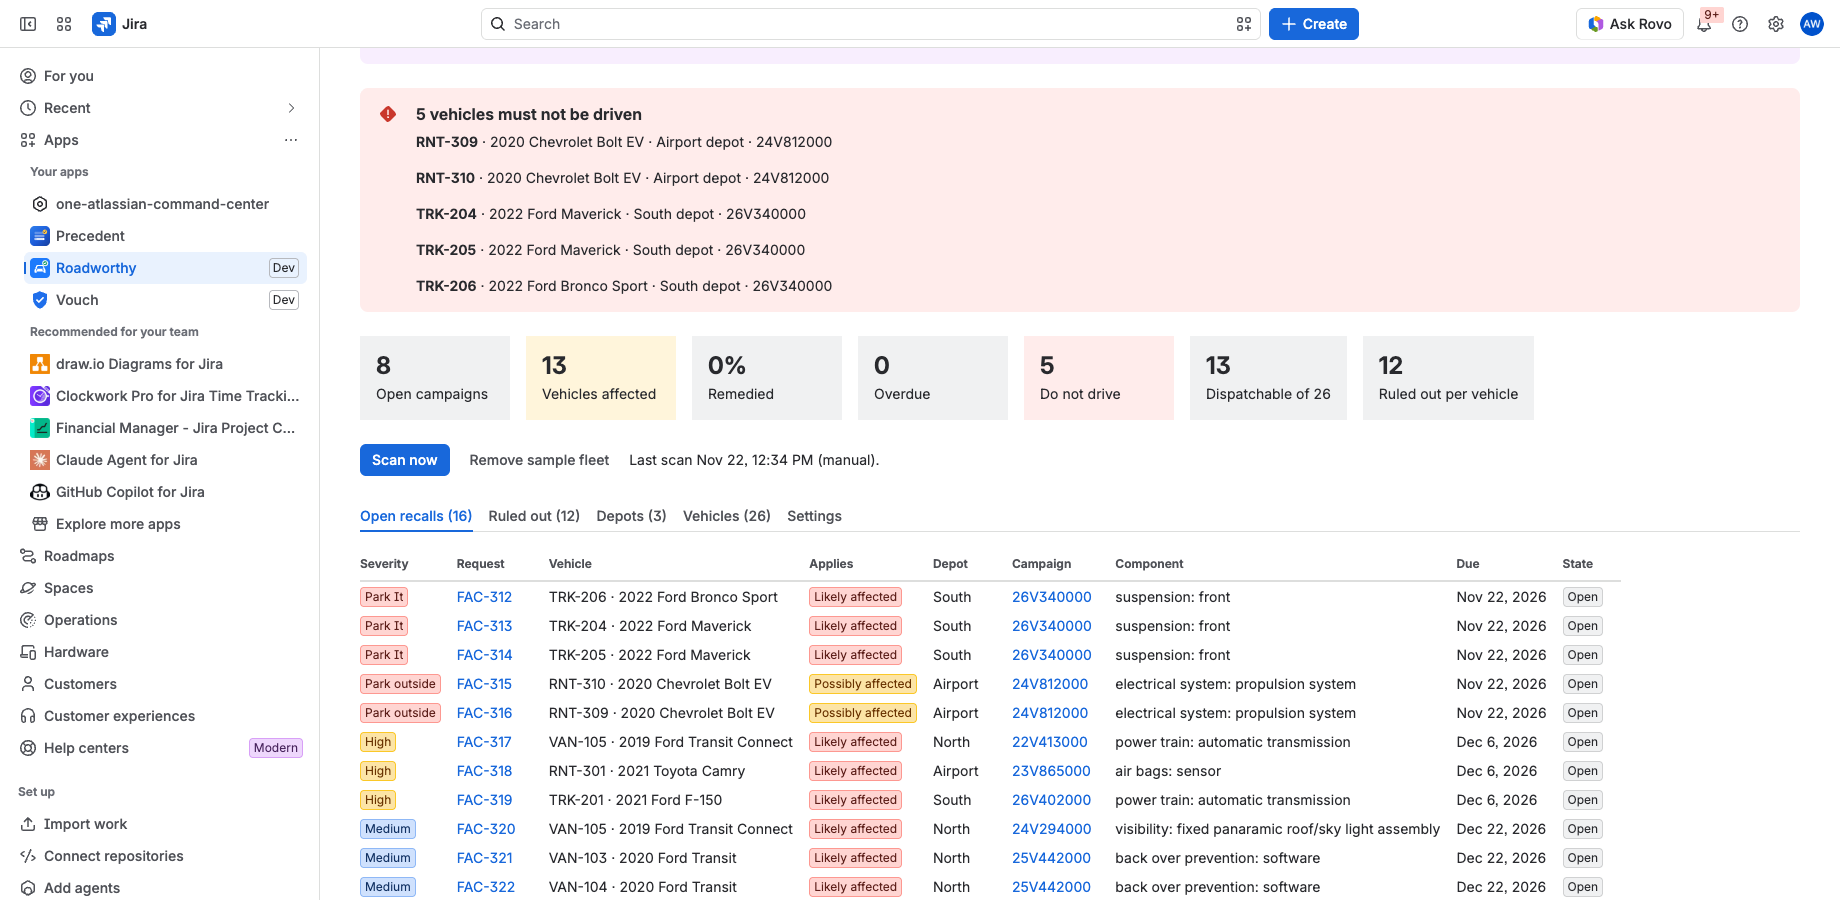 Jira
Search
Create
Ask Rovo
9+
AW
For you
Recent
Apps
Your apps
one-atlassian-command-center
Precedent
Roadworthy Dev
Vouch Dev
Recommended for your team
draw.io Diagrams for Jira
Clockwork Pro for Jira Time Tracki...
Financial Manager - Jira Project C...
Claude Agent for Jira
GitHub Copilot for Jira
Explore more apps
Roadmaps
Spaces
Operations
Hardware
Customers
Customer experiences
Help centers Modern
Set up
Import work
Connect repositories
Add agents
5 vehicles must not be driven
RNT-309 · 2020 Chevrolet Bolt EV · Airport depot · 24V812000
RNT-310 · 2020 Chevrolet Bolt EV · Airport depot · 24V812000
TRK-204 · 2022 Ford Maverick · South depot · 26V340000
TRK-205 · 2022 Ford Maverick · South depot · 26V340000
TRK-206 · 2022 Ford Bronco Sport · South depot · 26V340000
8
Open campaigns
13
Vehicles affected
0%
Remedied
0
Overdue
5
Do not drive
13
Dispatchable of 26
12
Ruled out per vehicle
Scan now Remove sample fleet Last scan Nov 22, 12:34 PM (manual).
Open recalls (16) Ruled out (12) Depots (3) Vehicles (26) Settings
Severity Request Vehicle Applies Depot Campaign Component Due State
Park It FAC-312 TRK-206 · 2022 Ford Bronco Sport Likely affected South 26V340000 suspension: front Nov 22, 2026 Open
Park It FAC-313 TRK-204 · 2022 Ford Maverick Likely affected South 26V340000 suspension: front Nov 22, 2026 Open
Park It FAC-314 TRK-205 · 2022 Ford Maverick Likely affected South 26V340000 suspension: front Nov 22, 2026 Open
Park outside FAC-315 RNT-310 · 2020 Chevrolet Bolt EV Possibly affected Airport 24V812000 electrical system: propulsion system Nov 22, 2026 Open
Park outside FAC-316 RNT-309 · 2020 Chevrolet Bolt EV Possibly affected Airport 24V812000 electrical system: propulsion system Nov 22, 2026 Open
High FAC-317 VAN-105 · 2019 Ford Transit Connect Likely affected North 22V413000 power train: automatic transmission Dec 6, 2026 Open
High FAC-318 RNT-301 · 2021 Toyota Camry Likely affected Airport 23V865000 air bags: sensor Dec 6, 2026 Open
High FAC-319 TRK-201 · 2021 Ford F-150 Likely affected South 26V402000 power train: automatic transmission Dec 6, 2026 Open
Medium FAC-320 VAN-105 · 2019 Ford Transit Connect Likely affected North 24V294000 visibility: fixed panaramic roof/sky light assembly Dec 22, 2026 Open
Medium FAC-321 VAN-103 · 2020 Ford Transit Likely affected North 25V442000 back over prevention: software Dec 22, 2026 Open
Medium FAC-322 VAN-104 · 2020 Ford Transit Likely affected North 25V442000 back over prevention: software Dec 22, 2026 Open